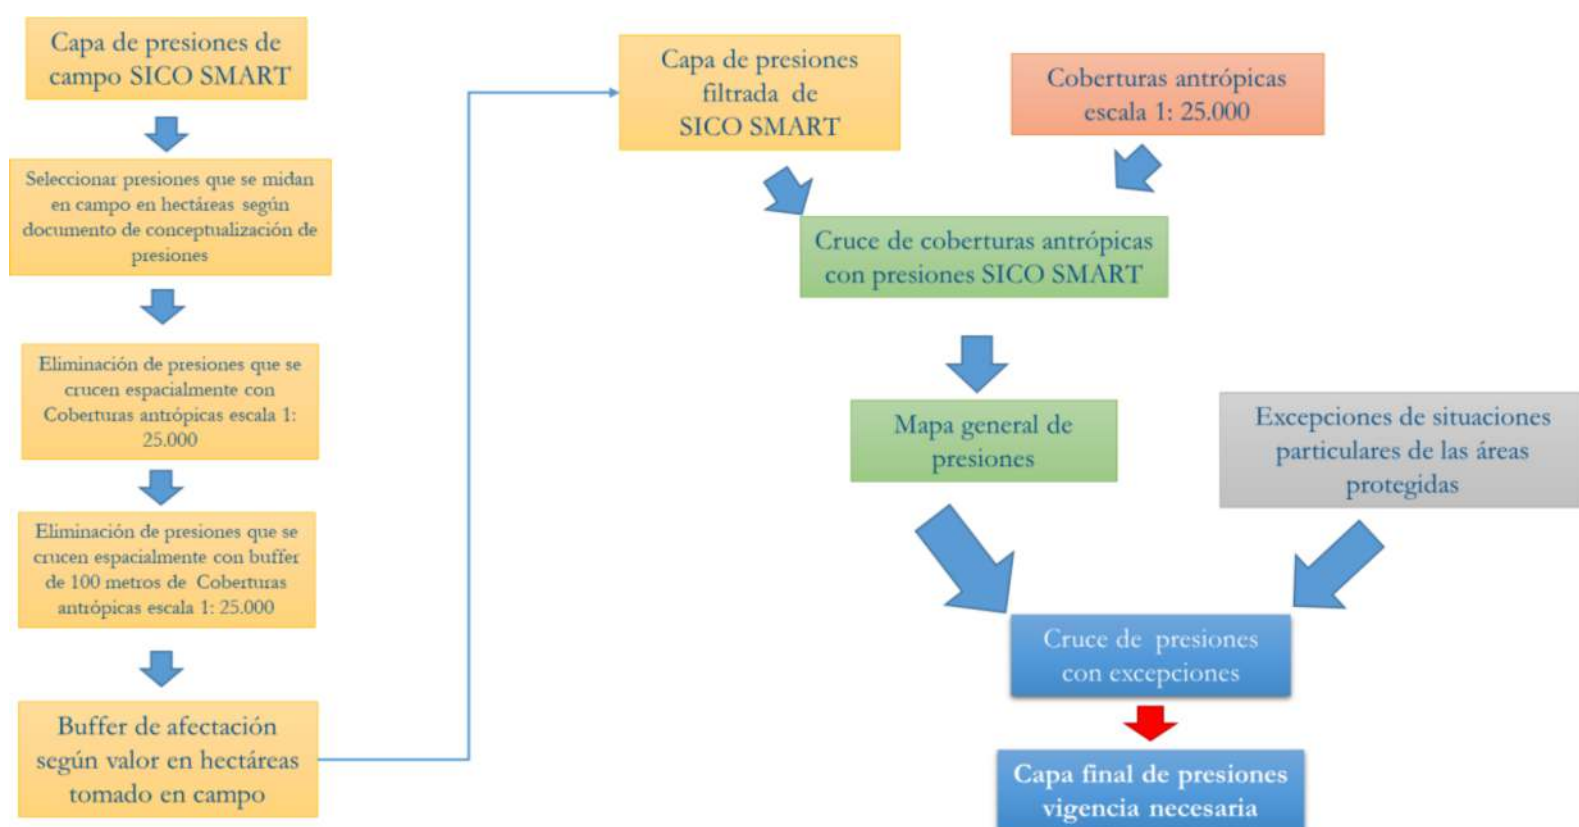 Capa de presiones de
campo SICO SMART
Seleccionar presiones que se midan
en campo en hectáreas según
documento de conceptualización de
presiones
Eliminación de presiones que se
crucen espacialmente con
Coberturas antrópicas escala 1:
25.000
Eliminación de presiones que se
crucen espacialmente con buffer
de 100 metros de Coberturas
antrópicas escala 1: 25.000
Buffer de afectación
según valor en hectáreas
tomado en campo
Capa de presiones
filtrada de
SICO SMART
Coberturas antrópicas
escala 1: 25.000
Cruce de coberturas antrópicas
con presiones SICO SMART
Mapa general de
presiones
Excepciones de situaciones
particulares de las áreas
protegidas
Cruce de presiones
con excepciones
Capa final de presiones
vigencia necesaria